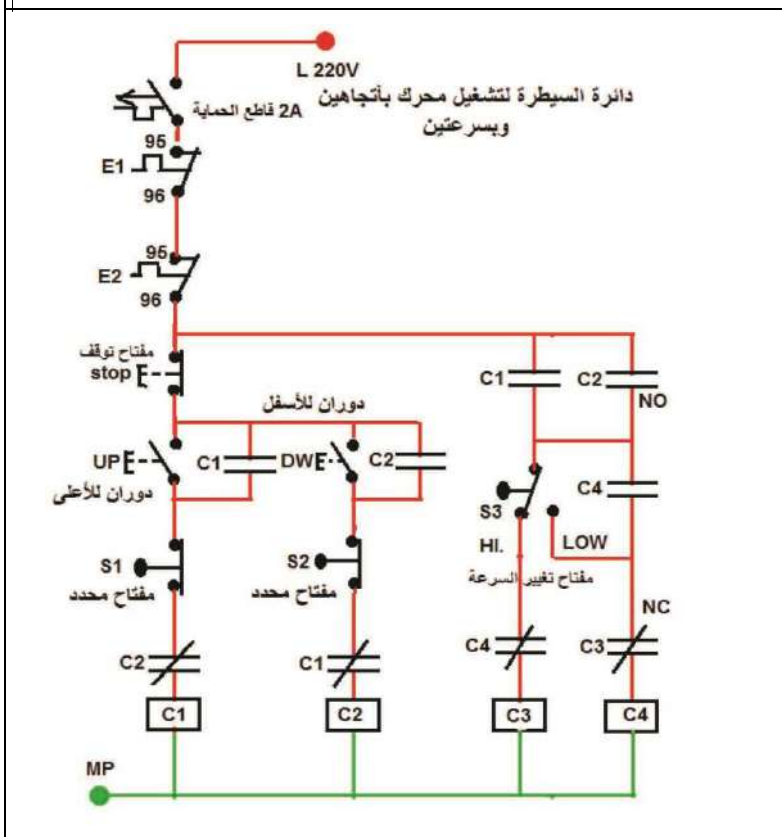 L 220V
دائرة السيطرة لتشغيل محرك بأتجاهين
وبسرعتين
2A قاطع الحماية
95
E1
96
95
E2
96
مفتاح توقف
stop
دوران للأسفل
C1
C2
NO
UP
C1
DW
C2
دوران للأعلى
C4
S3
HI.
LOW
مفتاح تغيير السرعة
S1
مفتاح محدد
S2
مفتاح محدد
NC
C2
C1
C4
C3
C1
C2
C3
C4
MP